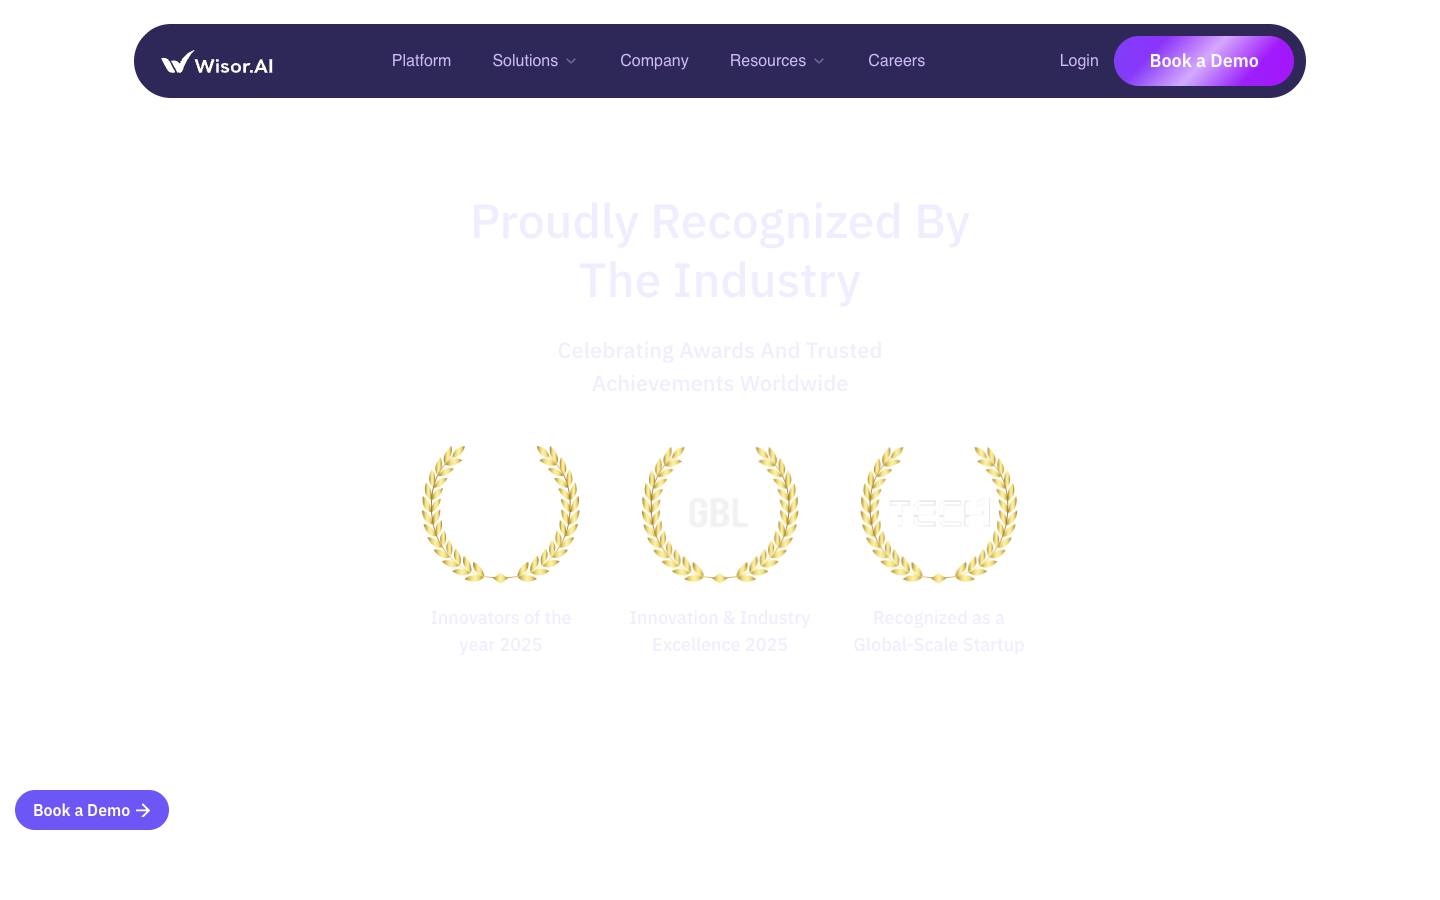 Wisor.AI
Platform
Solutions
Company
Resources
Careers
Login
Book a Demo
Proudly Recognized By
The Industry
Celebrating Awards And Trusted
Achievements Worldwide
GBL
TECH
Innovators of the
year 2025
Innovation & Industry
Excellence 2025
Recognized as a
Global-Scale Startup
Book a Demo